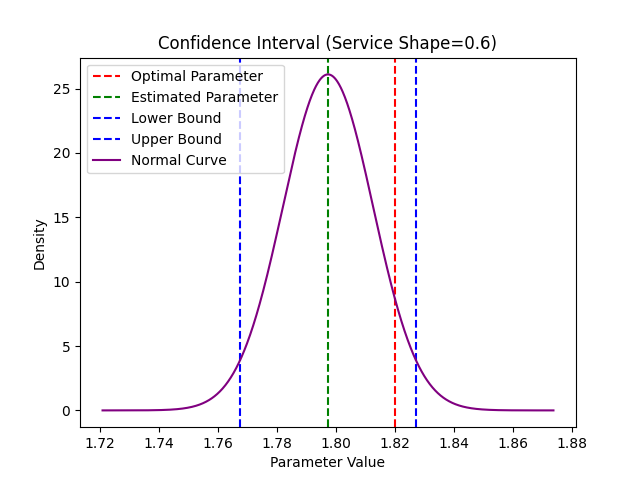 Confidence Interval (Service Shape=0.6)
Optimal Parameter
Estimated Parameter
Lower Bound
Upper Bound
Normal Curve
25
20
15
10
5
0
Density
1.72 1.74 1.76 1.78 1.80 1.82 1.84 1.86 1.88
Parameter Value